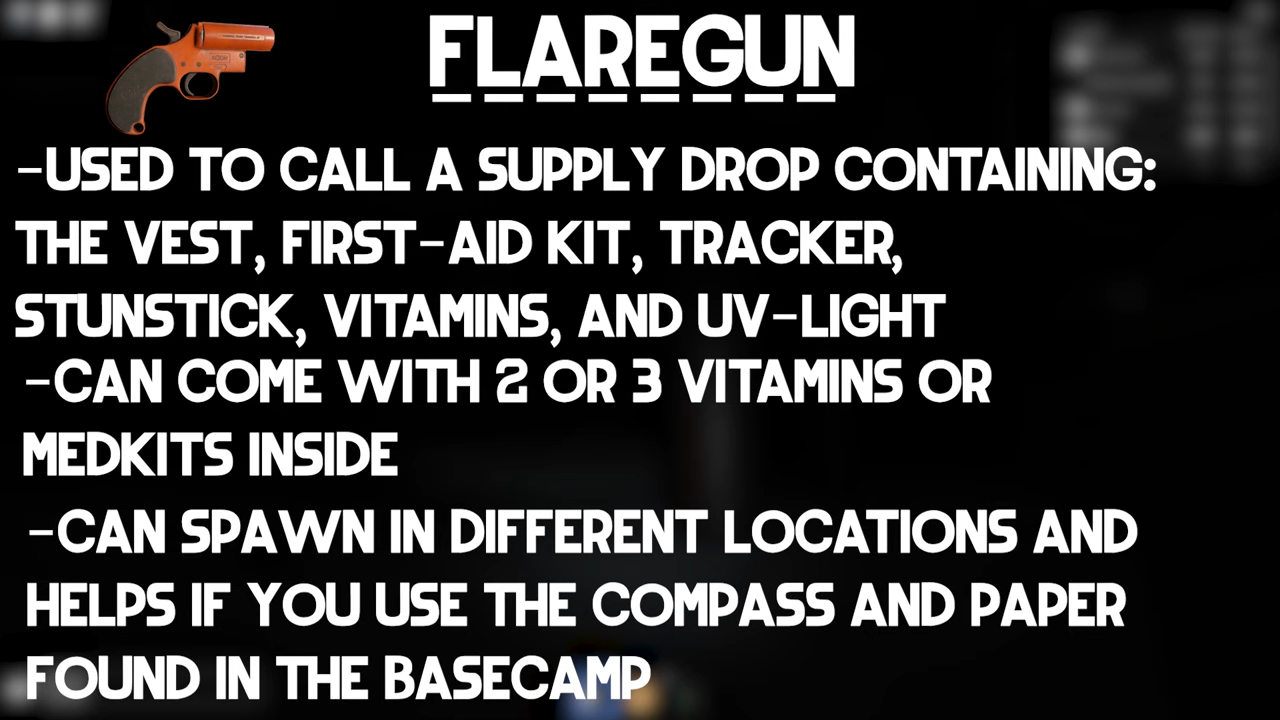 FLAREGUN
-USED TO CALL A SUPPLY DROP CONTAINING:
THE VEST, FIRST-AID KIT, TRACKER,
STUNSTICK, VITAMINS, AND UV-LIGHT
-CAN COME WITH 2 OR 3 VITAMINS OR
MEDKITS INSIDE
-CAN SPAWN IN DIFFERENT LOCATIONS AND
HELPS IF YOU USE THE COMPASS AND PAPER
FOUND IN THE BASECAMP